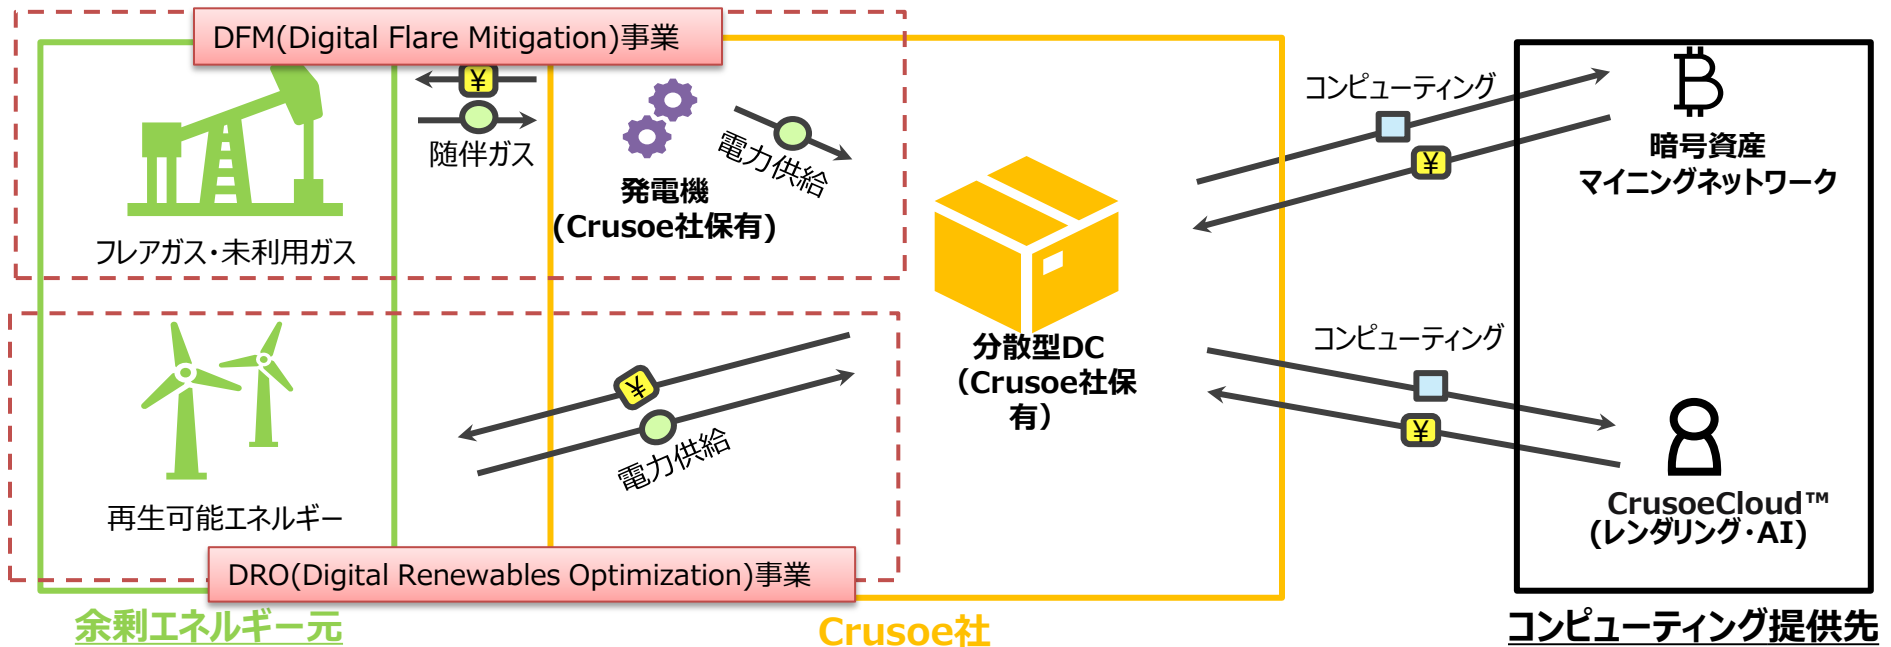 DFM(Digital Flare Mitigation)事業
¥
随伴ガス
フレアガス・未利用ガス
発電機
(Crusoe社保有)
電力供給
コンピューティング
¥
暗号資産
マイニングネットワーク
分散型DC
（Crusoe社保
有）
¥
電力供給
再生可能エネルギー
コンピューティング
¥
CrusoeCloud™
(レンダリング・AI)
DRO(Digital Renewables Optimization)事業
余剰エネルギー元
Crusoe社
コンピューティング提供先